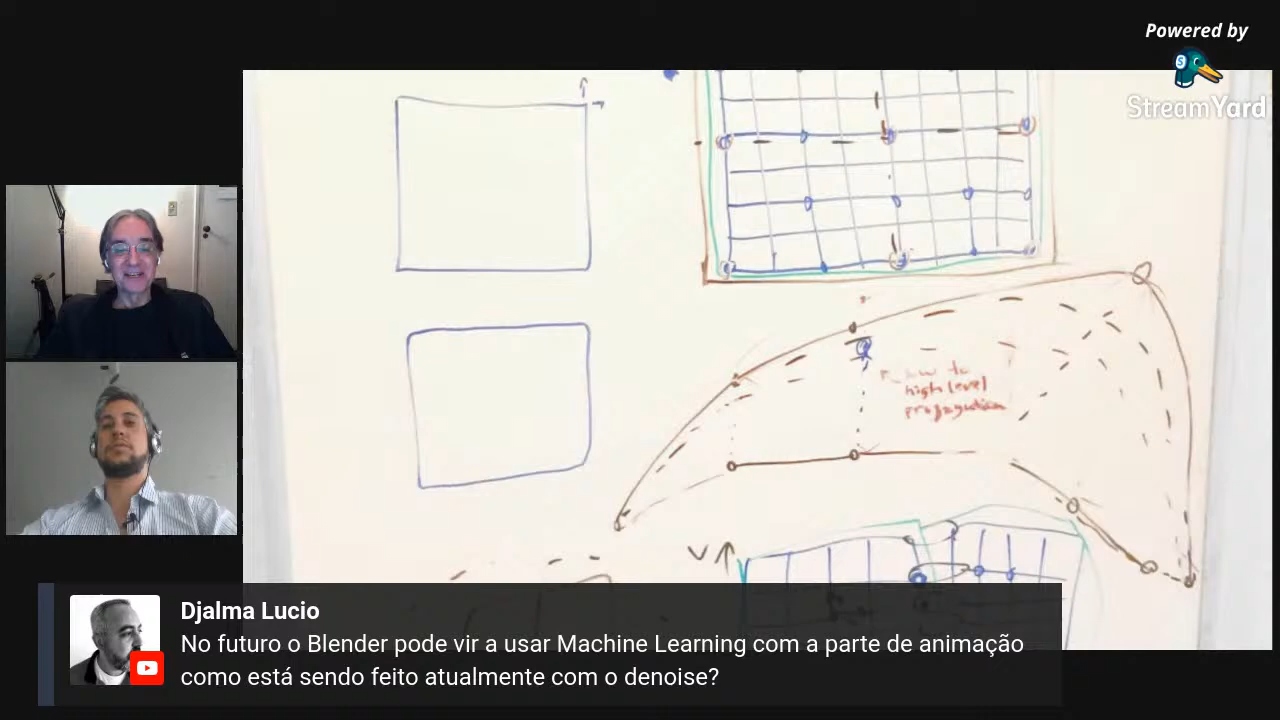 Powered by
StreamYard
high level
propagation
V
Djalma Lucio
No futuro o Blender pode vir a usar Machine Learning com a parte de animação
como está sendo feito atualmente com o denoise?